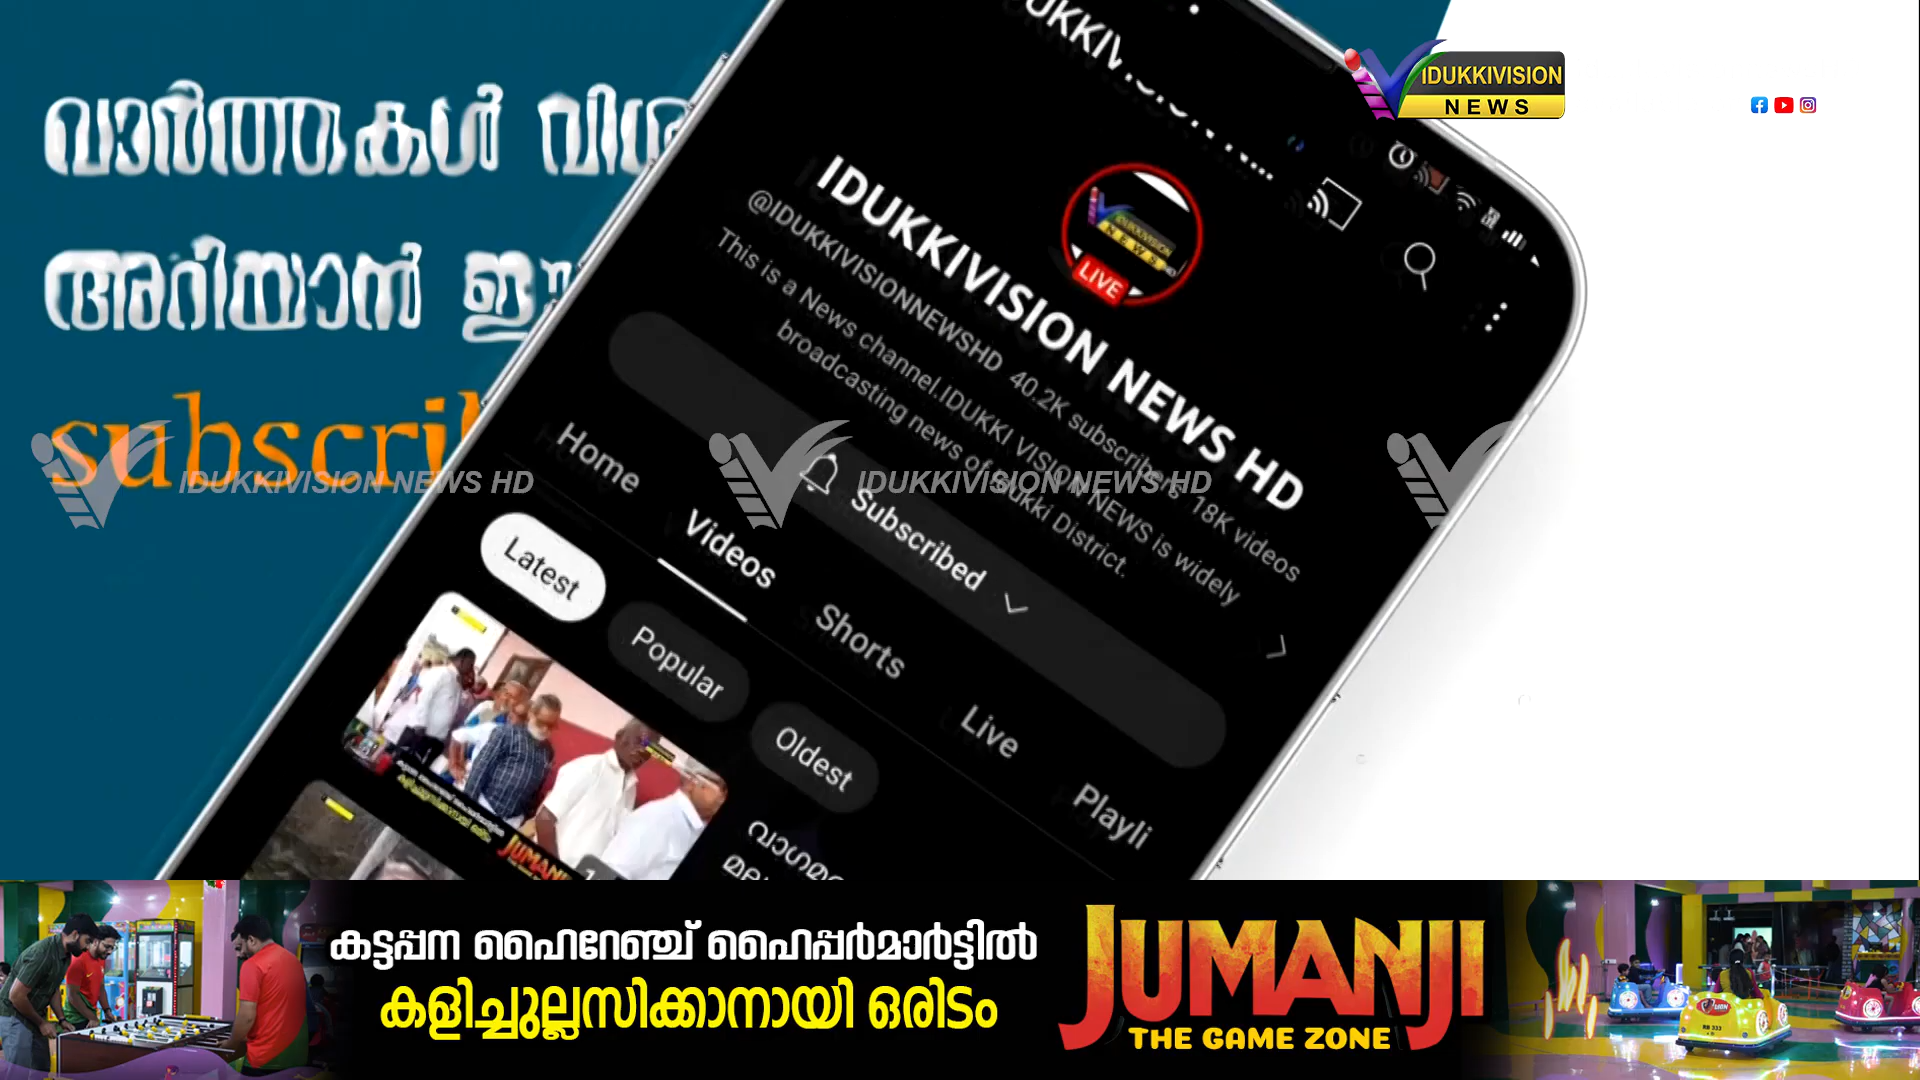 വാർത്തകൾ
അറിയാൻ
IDUKKIVISION
NEWS
IDUKKIVISION NEWS HD
@IDUKKIVISIONNEWSHD 40.2K subscribers 18K videos
This is a News channel.IDUKKI VISION NEWS is widely
broadcasting news of District.
LIVE
Subscribed
Home
Videos
Shorts
Live
Playli
Latest
Popular
Oldest
IDUKKIVISION NEWS HD
IDUKKIVISION NEWS HD
കട്ടപ്പന ഹൈറേഞ്ച് ഹൈപ്പർമാർട്ടിൽ
കളിച്ചുല്ലസിക്കാനായി ഒരിടം
JUMANJI
THE GAME ZONE